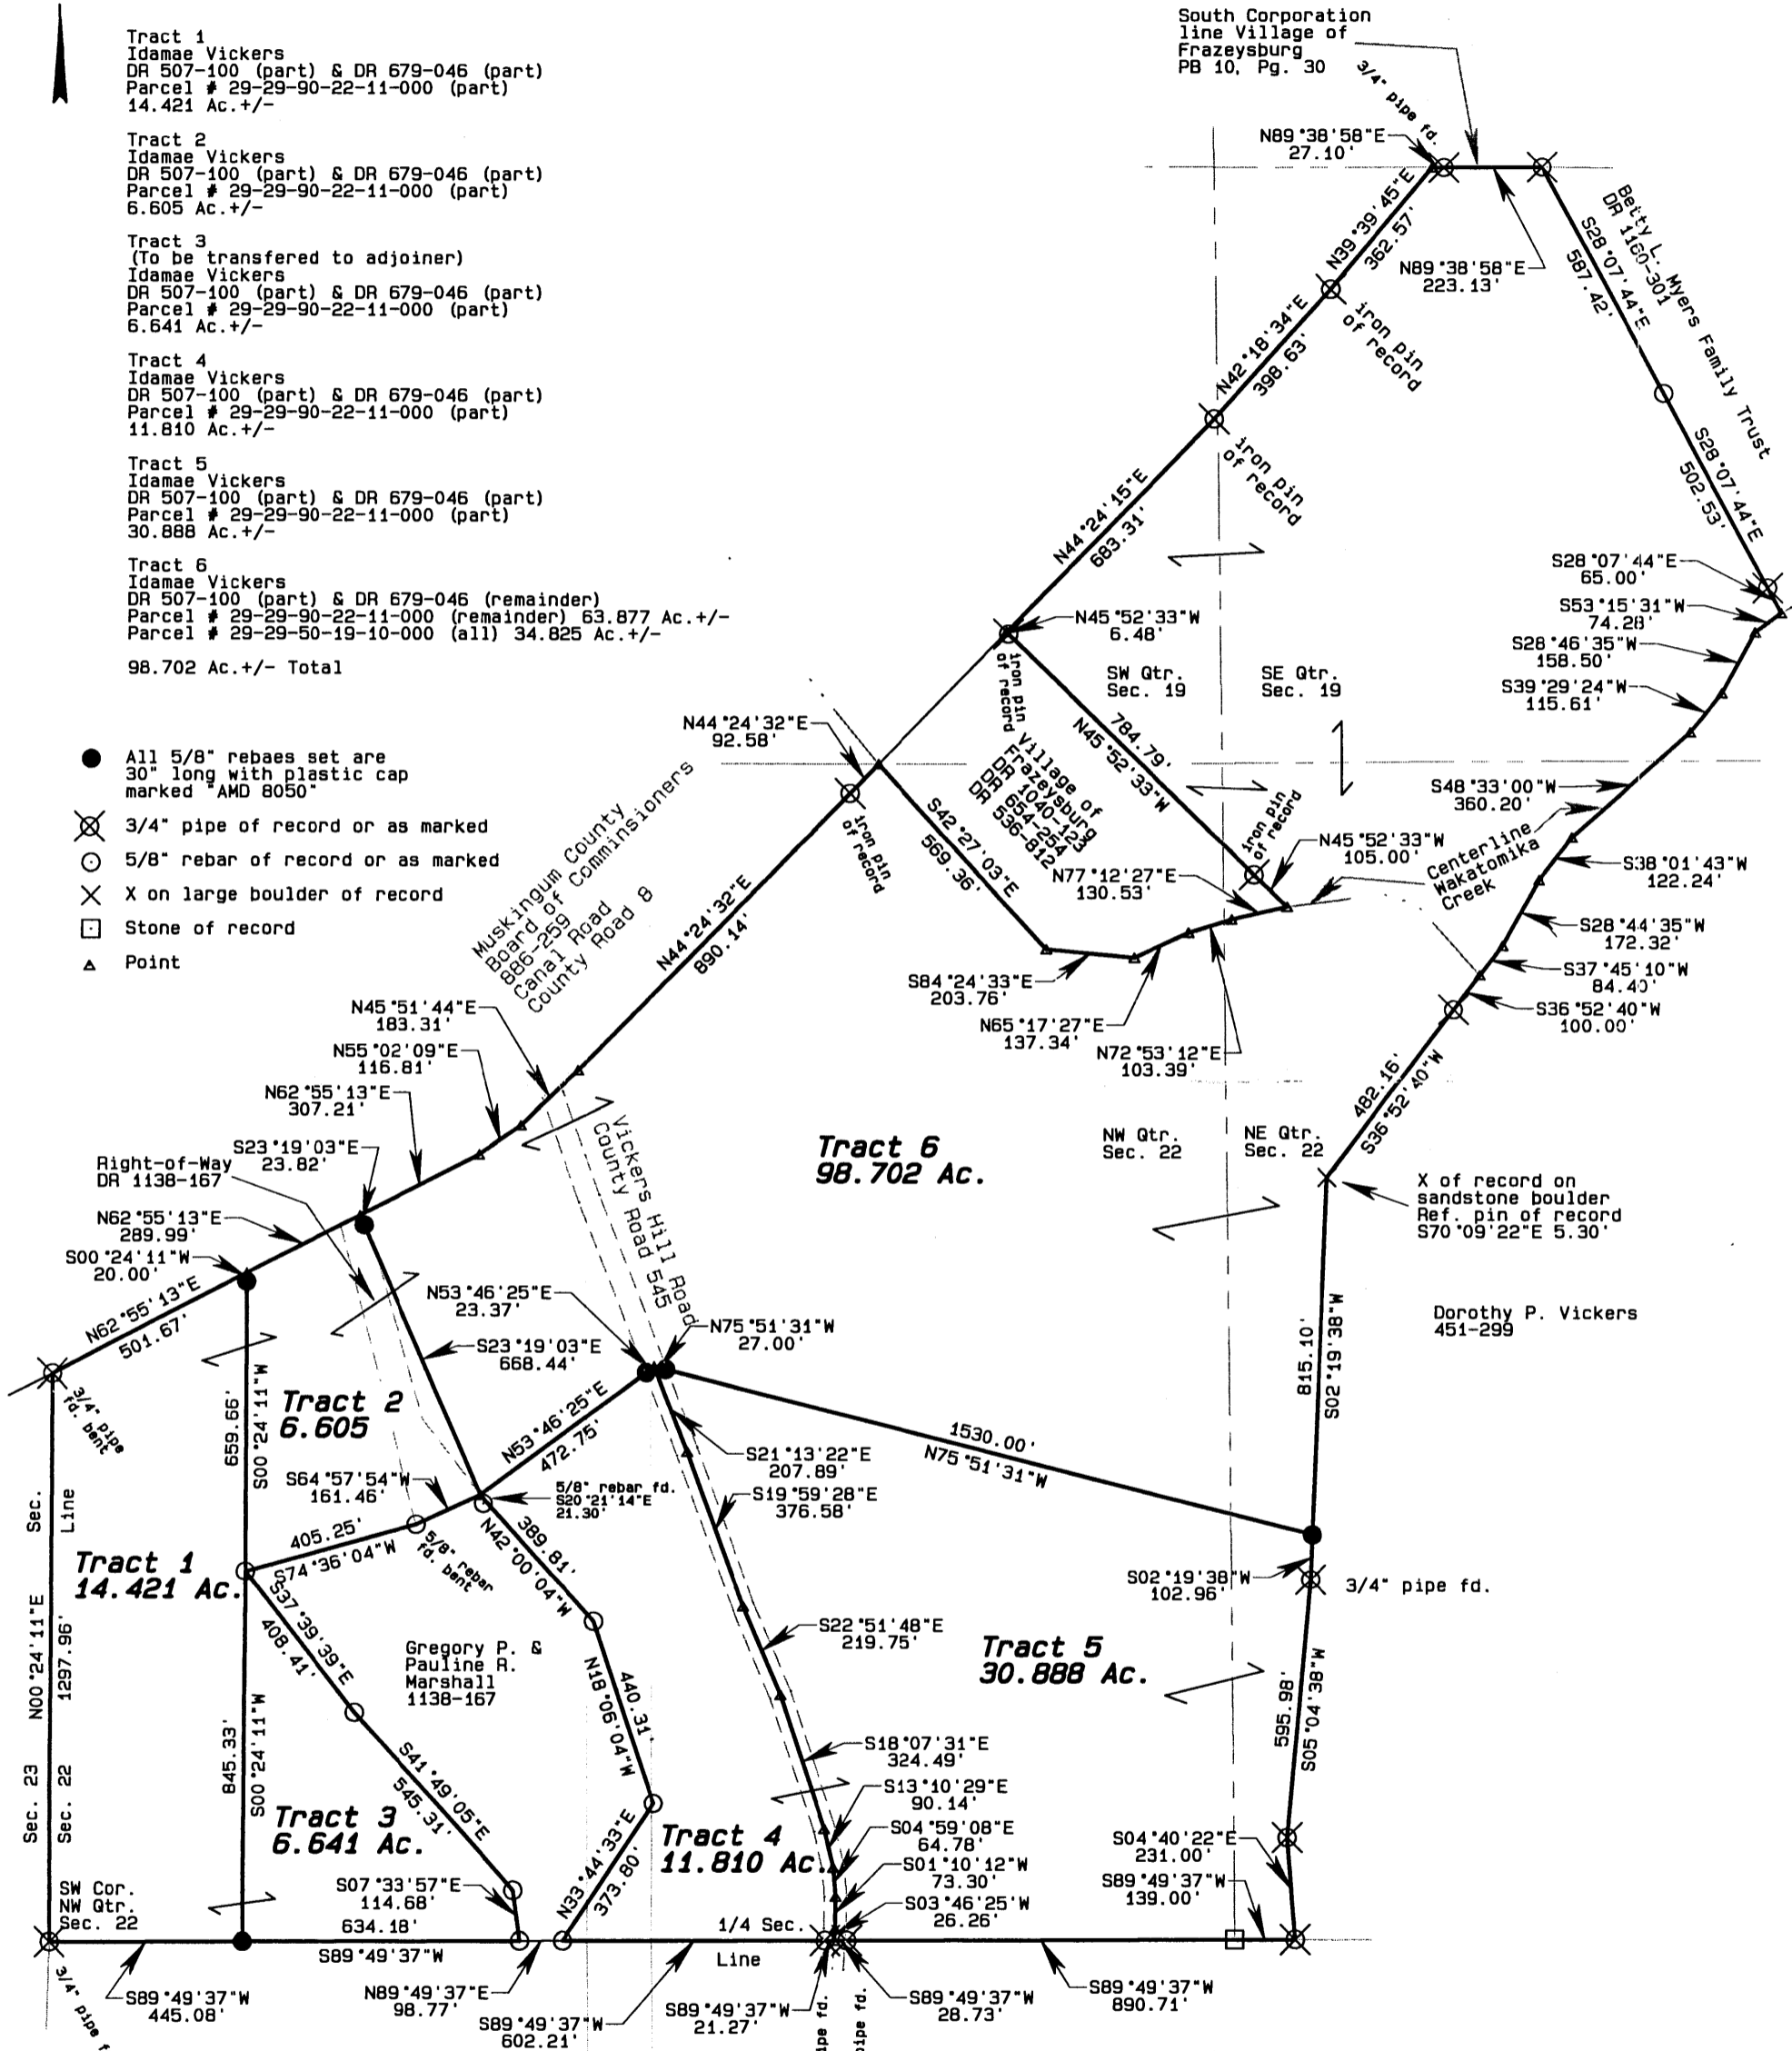 Tract 1
Idamae Vickers
DR 507-100 (part) & DR 679-046 (part)
Parcel # 29-29-90-22-11-000 (part)
14.421 Ac.+/-
Tract 2
Idamae Vickers
DR 507-100 (part) & DR 679-046 (part)
Parcel # 29-29-90-22-11-000 (part)
6.605 Ac.+/-
Tract 3
(To be transfered to adjoiner)
Idamae Vickers
DR 507-100 (part) & DR 679-046 (part)
Parcel # 29-29-90-22-11-000 (part)
6.641 Ac.+/-
Tract 4
Idamae Vickers
DR 507-100 (part) & DR 679-046 (part)
Parcel # 29-29-90-22-11-000 (part)
11.810 Ac.+/-
Tract 5
Idamae Vickers
DR 507-100 (part) & DR 679-046 (part)
Parcel # 29-29-90-22-11-000 (part)
30.888 Ac.+/-
Tract 6
Idamae Vickers
DR 507-100 (part) & DR 679-046 (remainder)
Parcel # 29-29-90-22-11-000 (remainder) 63.877 Ac.+/-
Parcel # 29-29-50-19-10-000 (all) 34.825 Ac.+/-
98.702 Ac.+/- Total
All 5/8" rebaes set are
30" long with plastic cap
marked "AMD 8050"
3/4" pipe of record or as marked
5/8" rebar of record or as marked
X on large boulder of record
Stone of record
Point
South Corporation
line Village of
Frazeysburg
PB 10, Pg. 30
3/4" pipe fd.
N89°38'58"E
27.10'
N39°39'45"E
362.57'
N89°38'58"E
223.13'
Betty L. Myers Family Trust
DR 1160-301
S28°07'44"E
587.42'
iron pin
of record
N42°18'34"E
398.63'
iron pin
of record
S28°07'44"E
502.53'
N44°24'15"E
683.31'
S28°07'44"E
65.00'
S53°15'31"W
74.28'
S28°46'35"W
158.50'
S39°29'24"W
115.61'
N45°52'33"W
6.48'
iron pin
of record
SW Qtr.
Sec. 19
SE Qtr.
Sec. 19
784.79'
N45°52'33"W
Village of
Frazeysburg
DR 1040-123
DR 654-254
DR 536-812
N44°24'32"E
92.58'
iron pin
of record
S42°27'03"E
569.36'
S48°33'00"W
360.20'
iron pin
of record
N45°52'33"W
105.00'
Centerline
Wakatomika
Creek
S38°01'43"W
122.24'
N77°12'27"E
130.53'
S28°44'35"W
172.32'
S37°45'10"W
84.40'
S36°52'40"W
100.00'
S84°24'33"E
203.76'
N65°17'27"E
137.34'
N72°53'12"E
103.39'
Muskingum County
Board of Comminsioners
886-259
Canal Road
County Road 8
N44°24'32"E
890.14'
N45°51'44"E
183.31'
N55°02'09"E
116.81'
N62°55'13"E
307.21'
S23°19'03"E
23.82'
Right-of-Way
DR 1138-167
N62°55'13"E
289.99'
S00°24'11"W
20.00'
N62°55'13"E
501.67'
Vickers Hill Road
County Road 545
Tract 6
98.702 Ac.
NW Qtr.
Sec. 22
NE Qtr.
Sec. 22
482.16'
S36°52'40"W
X of record on
sandstone boulder
Ref. pin of record
S70°09'22"E 5.30'
Dorothy P. Vickers
451-299
815.10'
S02°19'38"W
N53°46'25"E
23.37'
N75°51'31"W
27.00'
S23°19'03"E
668.44'
3/4" pipe
fd. bent
Tract 2
6.605
659.66'
S00°24'11"W
N53°46'25"E
472.75'
1530.00'
N75°51'31"W
S21°13'22"E
207.89'
S64°57'54"W
161.46'
5/8" rebar fd.
S20°21'14"E
21.30'
S19°59'28"E
376.58'
Sec.
Line
405.25'
S74°36'04"W
5/8" rebar
fd. bent
389.81'
N42°00'04"W
Tract 1
14.421 Ac.
S02°19'38"W
102.96'
3/4" pipe fd.
S37°39'39"E
408.41'
Gregory P. &
Pauline R.
Marshall
1138-167
S22°51'48"E
219.75'
Tract 5
30.888 Ac.
N00°24'11"E
1297.96'
440.31'
N18°06'04"W
595.98'
S05°04'38"W
845.33'
S00°24'11"W
S41°49'05"E
545.31'
S18°07'31"E
324.49'
S13°10'29"E
90.14'
Sec. 23
Sec. 22
Tract 3
6.641 Ac.
Tract 4
11.810 Ac.
S04°59'08"E
64.78'
S01°10'12"W
73.30'
S04°40'22"E
231.00'
N33°44'33"E
373.80'
SW Cor.
NW Qtr.
Sec. 22
S07°33'57"E
114.68'
634.18'
S89°49'37"W
S03°46'25"W
26.26'
S89°49'37"W
139.00'
1/4 Sec.
Line
3/4" pipe f
S89°49'37"W
445.08'
N89°49'37"E
98.77'
S89°49'37"W
602.21'
S89°49'37"W
21.27'
pipe fd.
pipe fd.
S89°49'37"W
28.73'
S89°49'37"W
890.71'